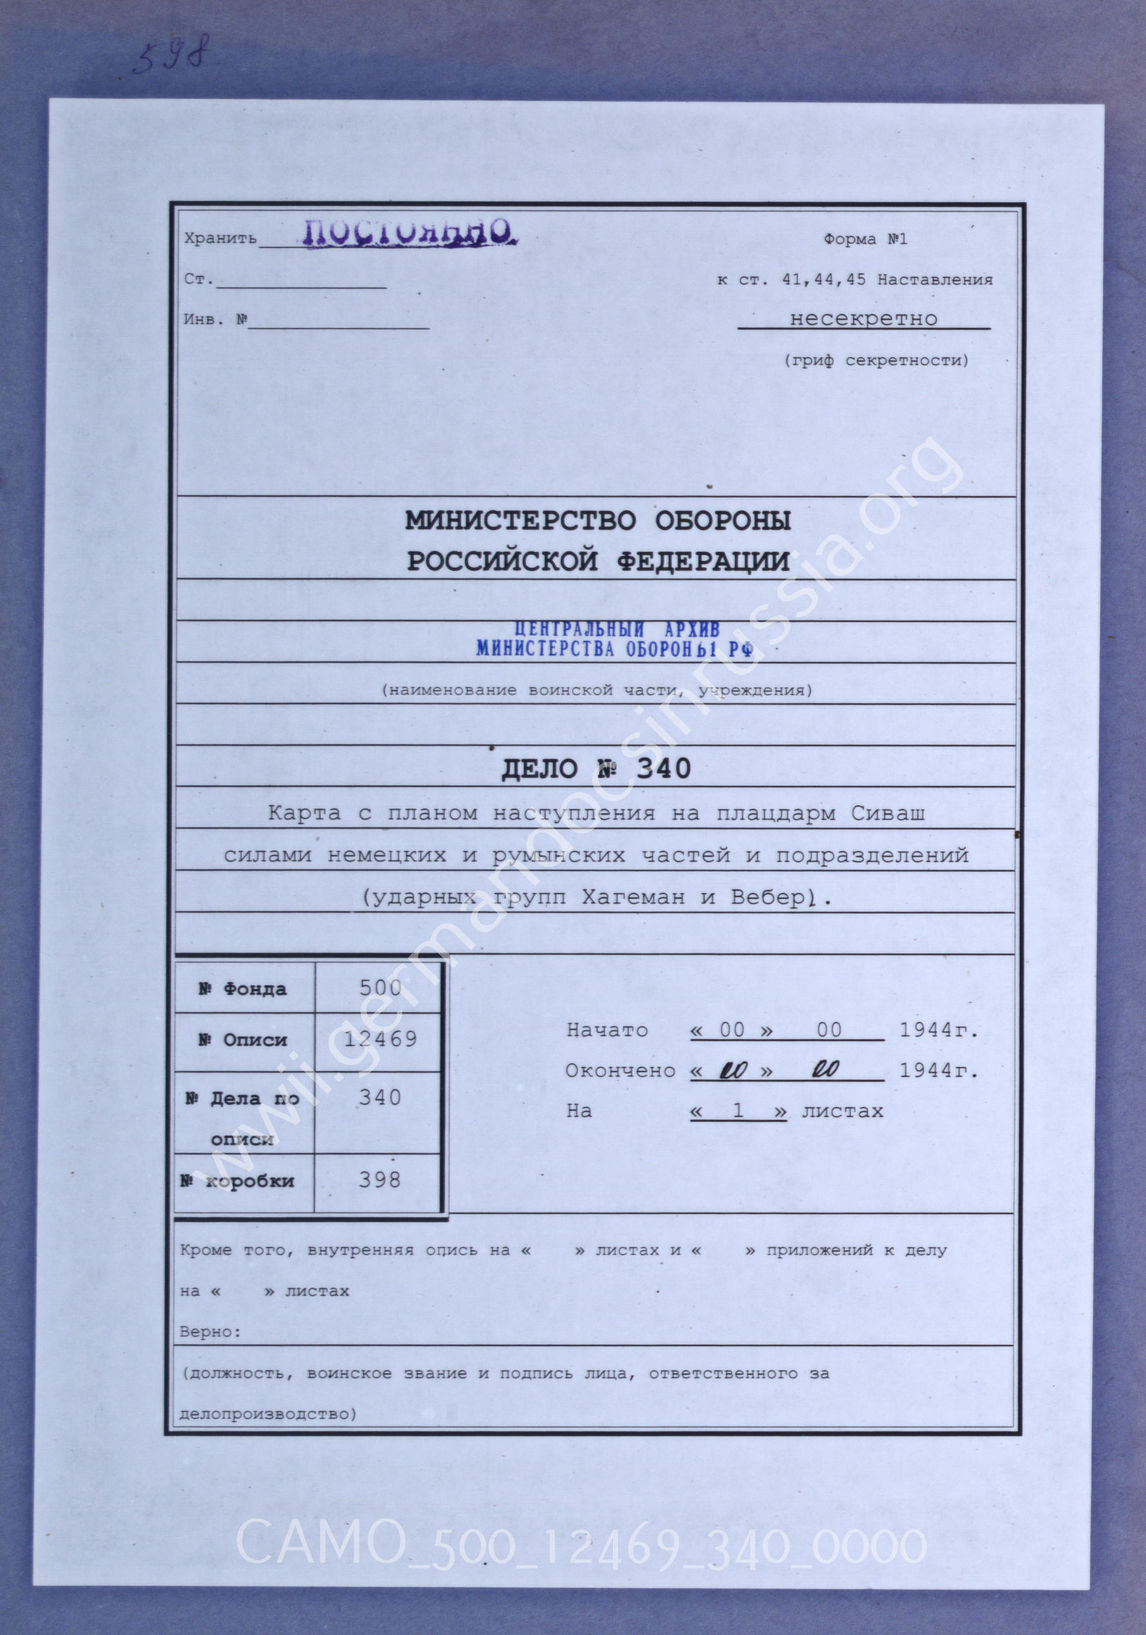 598
Хранить ПОСТОЯННО
Форма №1
Ст.
к ст. 41,44,45 Наставления
Инв. №
несекретно
(гриф секретности)
МИНИСТЕРСТВО ОБОРОНЫ
РОССИЙСКОЙ ФЕДЕРАЦИИ
ЦЕНТРАЛЬНЫЙ АРХИВ
МИНИСТЕРСТВА ОБОРОНЫ РФ
(наименование воинской части, учреждения)
ДЕЛО № 340
Карта с планом наступления на плацдарм Сиваш
силами немецких и румынских частей и подразделений
(ударных групп Хагеман и Вебер).
№ Фонда 500
№ Описи 12469
№ Дела по 340
описи
№ коробки 398
Начато « 00 » 00 1944г.
Окончено « 00 » 00 1944г.
На « 1 » листах
Кроме того, внутренняя опись на « » листах и « » приложений к делу
на « » листах
Верно:
(должность, воинское звание и подпись лица, ответственного за
делопроизводство)
www.germandocsinrussia.org
CAMO_500_12469_340_0000